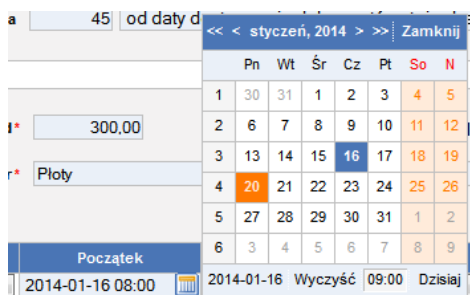 a 45 od daty d
<< < styczeń, 2014 > >> Zamknij
Pn Wt Śr Cz Pt So N
1 30 31 1 2 3 4 5
2 6 7 8 9 10 11 12
d* 300,00
3 13 14 15 16 17 18 19
r* Płoty
4 20 21 22 23 24 25 26
5 27 28 29 30 31 1 2
Początek
6 3 4 5 6 7 8 9
2014-01-16 08:00
2014-01-16 Wyczyść 09:00 Dzisiaj